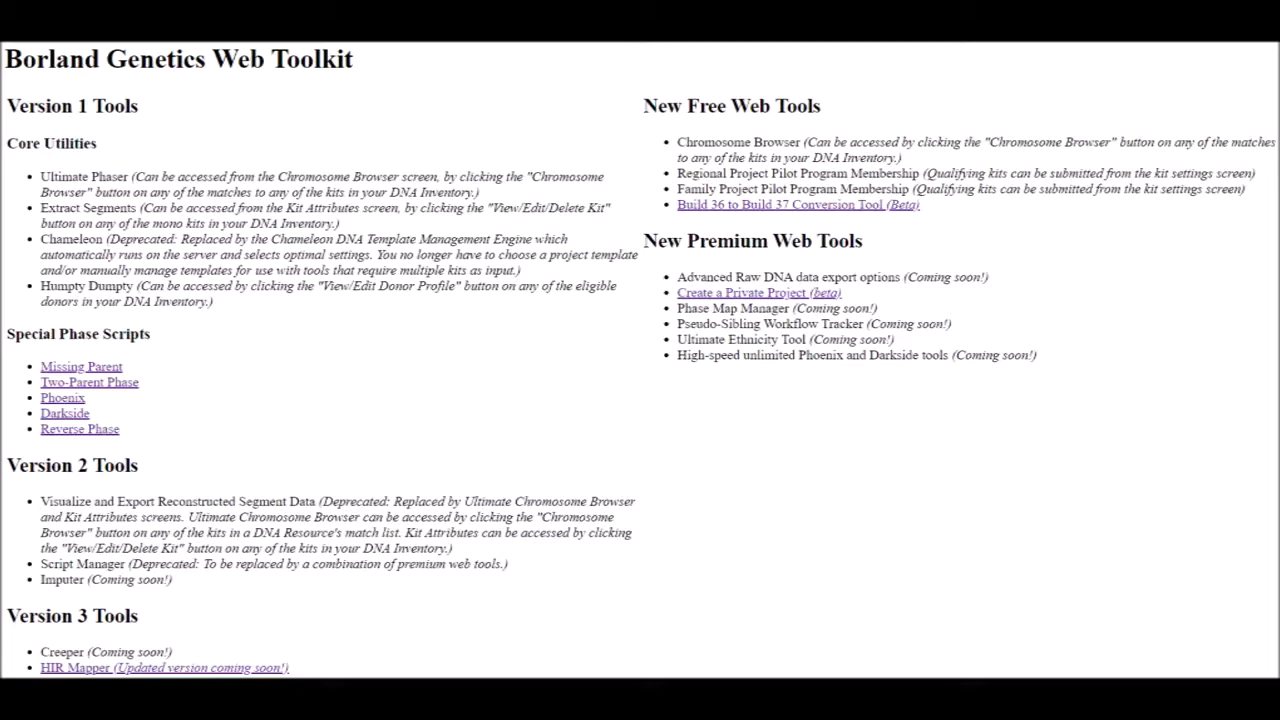 Borland Genetics Web Toolkit
Version 1 Tools
Core Utilities
• Ultimate Phaser (Can be accessed from the Chromosome Browser screen, by clicking the "Chromosome
Browser" button on any of the matches to any of the kits in your DNA Inventory.)
• Extract Segments (Can be accessed from the Kit Attributes screen, by clicking the "View/Edit/Delete Kit"
button on any of the mono kits in your DNA Inventory.)
• Chameleon (Deprecated: Replaced by the Chameleon DNA Template Management Engine which
automatically runs on the server and selects optimal settings. You no longer have to choose a project template
and/or manually manage templates for use with tools that require multiple kits as input.)
• Humpty Dumpty (Can be accessed by clicking the "View/Edit Donor Profile" button on any of the eligible
donors in your DNA Inventory.)
Special Phase Scripts
• Missing Parent
• Two-Parent Phase
• Phoenix
• Darkside
• Reverse Phase
Version 2 Tools
• Visualize and Export Reconstructed Segment Data (Deprecated: Replaced by Ultimate Chromosome Browser
and Kit Attributes screens. Ultimate Chromosome Browser can be accessed by clicking the "Chromosome
Browser" button on any of the kits in a DNA Resource's match list. Kit Attributes can be accessed by clicking
the "View/Edit/Delete Kit" button on any of the kits in your DNA Inventory.)
• Script Manager (Deprecated: To be replaced by a combination of premium web tools.)
• Imputer (Coming soon!)
Version 3 Tools
• Creeper (Coming soon!)
• HIR Mapper (Updated version coming soon!)
New Free Web Tools
• Chromosome Browser (Can be accessed by clicking the "Chromosome Browser" button on any of the matches
to any of the kits in your DNA Inventory.)
• Regional Project Pilot Program Membership (Qualifying kits can be submitted from the kit settings screen)
• Family Project Pilot Program Membership (Qualifying kits can be submitted from the kit settings screen)
• Build 36 to Build 37 Conversion Tool (Beta)
New Premium Web Tools
• Advanced Raw DNA data export options (Coming soon!)
• Create a Private Project (beta)
• Phase Map Manager (Coming soon!)
• Pseudo-Sibling Workflow Tracker (Coming soon!)
• Ultimate Ethnicity Tool (Coming soon!)
• High-speed unlimited Phoenix and Darkside tools (Coming soon!)